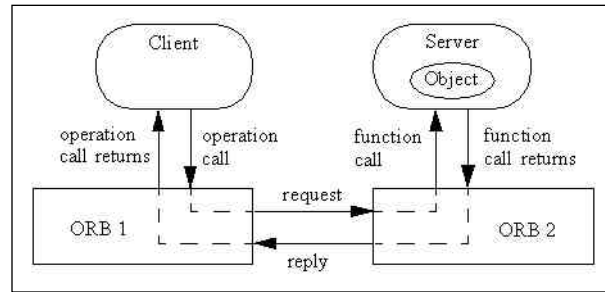 Client
Server
Object
operation
call returns
operation
call
function
call
function
call returns
request
ORB 1
ORB 2
reply